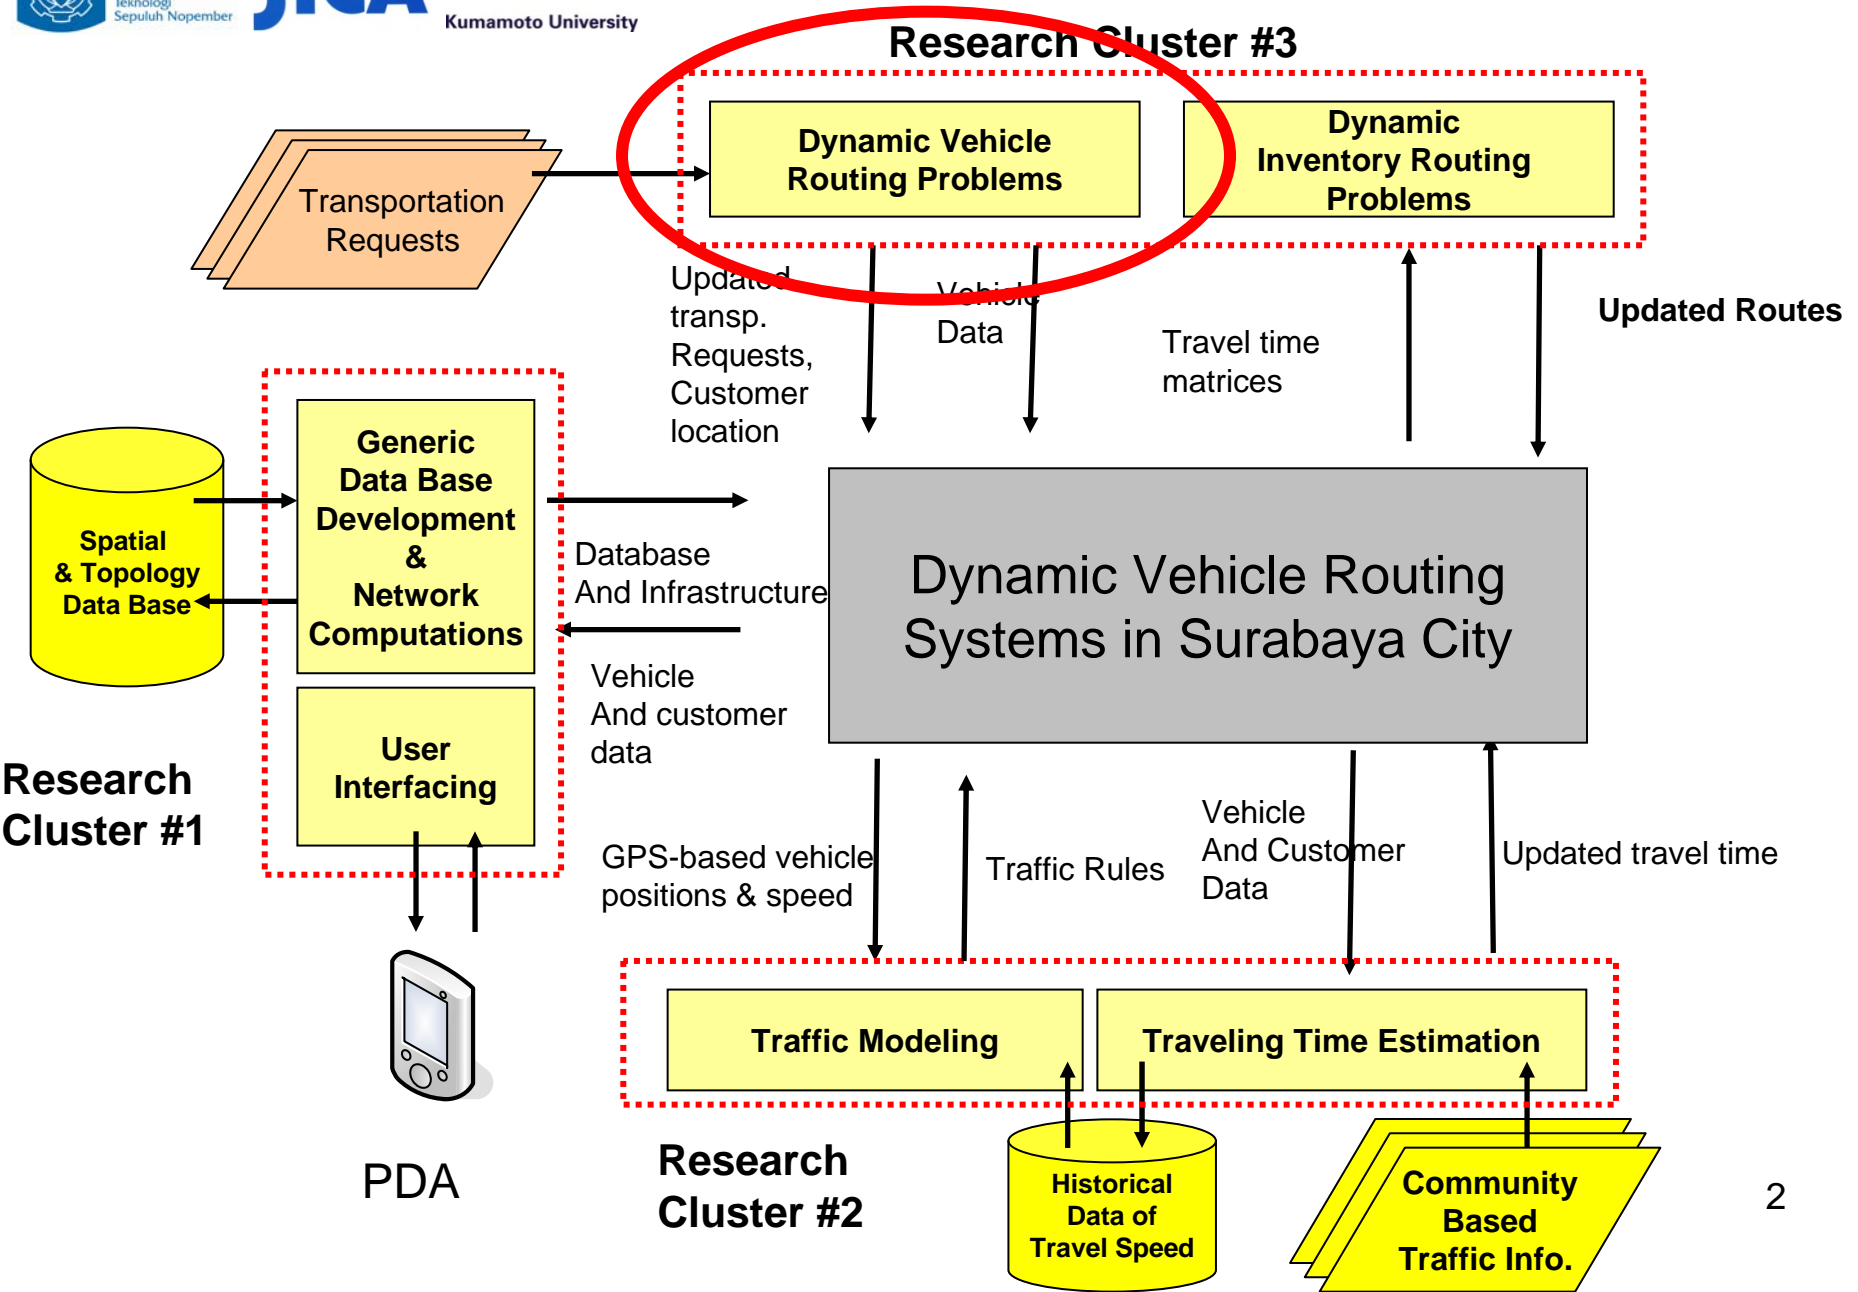 Teknologi
Sepuluh Nopember
JICA
Kumamoto University
Research Cluster #3
Dynamic Vehicle
Routing Problems
Dynamic
Inventory Routing
Problems
Transportation
Requests
Updated
transp.
Requests,
Customer
location
Vehicle
Data
Travel time
matrices
Updated Routes
Generic
Data Base
Development
&
Network
Computations
Spatial
& Topology
Data Base
Database
And Infrastructure
Dynamic Vehicle Routing
Systems in Surabaya City
Vehicle
And customer
data
User
Interfacing
Research
Cluster #1
GPS-based vehicle
positions & speed
Traffic Rules
Vehicle
And Customer
Data
Updated travel time
Traffic Modeling
Traveling Time Estimation
PDA
Research
Cluster #2
Historical
Data of
Travel Speed
Community
Based
Traffic Info.
2